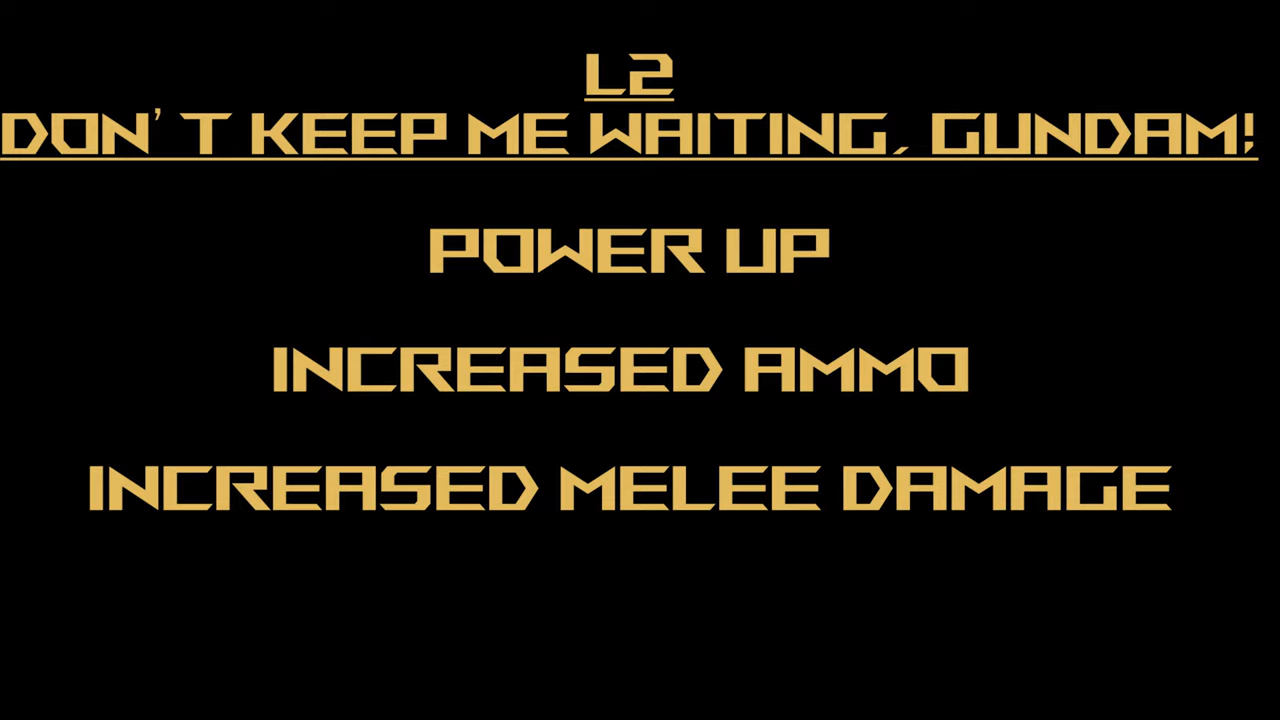 L2
DON'T KEEP ME WAITING, GUNDAM!
POWER UP
INCREASED AMMO
INCREASED MELEE DAMAGE